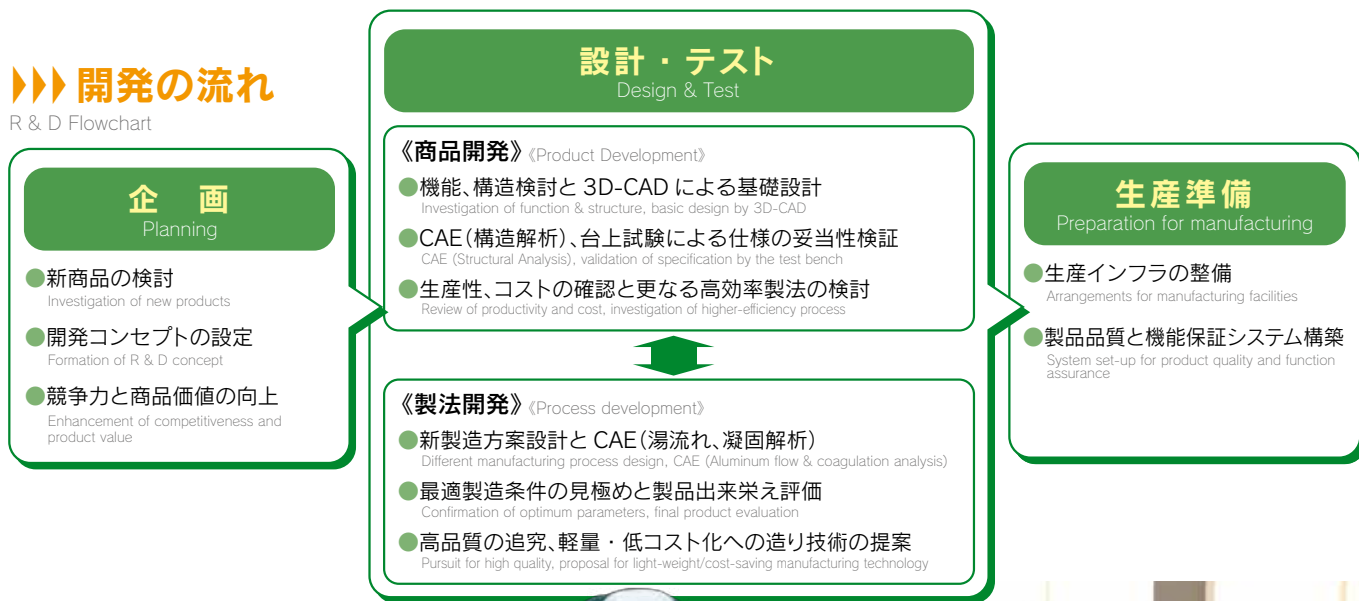 開発の流れ
R & D Flowchart
企 画
Planning
●新商品の検討
Investigation of new products
●開発コンセプトの設定
Formation of R & D concept
●競争力と商品価値の向上
Enhancement of competitiveness and
product value
設計・テスト
Design & Test
《商品開発》《Product Development》
●機能、構造検討と 3D-CAD による基礎設計
Investigation of function & structure, basic design by 3D-CAD
●CAE(構造解析)、台上試験による仕様の妥当性検証
CAE (Structural Analysis), validation of specification by the test bench
●生産性、コストの確認と更なる高効率製法の検討
Review of productivity and cost, investigation of higher-efficiency process
《製法開発》《Process development》
●新製造方案設計と CAE(湯流れ、凝固解析)
Different manufacturing process design, CAE (Aluminum flow & coagulation analysis)
●最適製造条件の見極めと製品出来栄え評価
Confirmation of optimum parameters, final product evaluation
●高品質の追究、軽量・低コスト化への造り技術の提案
Pursuit for high quality, proposal for light-weight/cost-saving manufacturing technology
生産準備
Preparation for manufacturing
●生産インフラの整備
Arrangements for manufacturing facilities
●製品品質と機能保証システム構築
System set-up for product quality and function
assurance